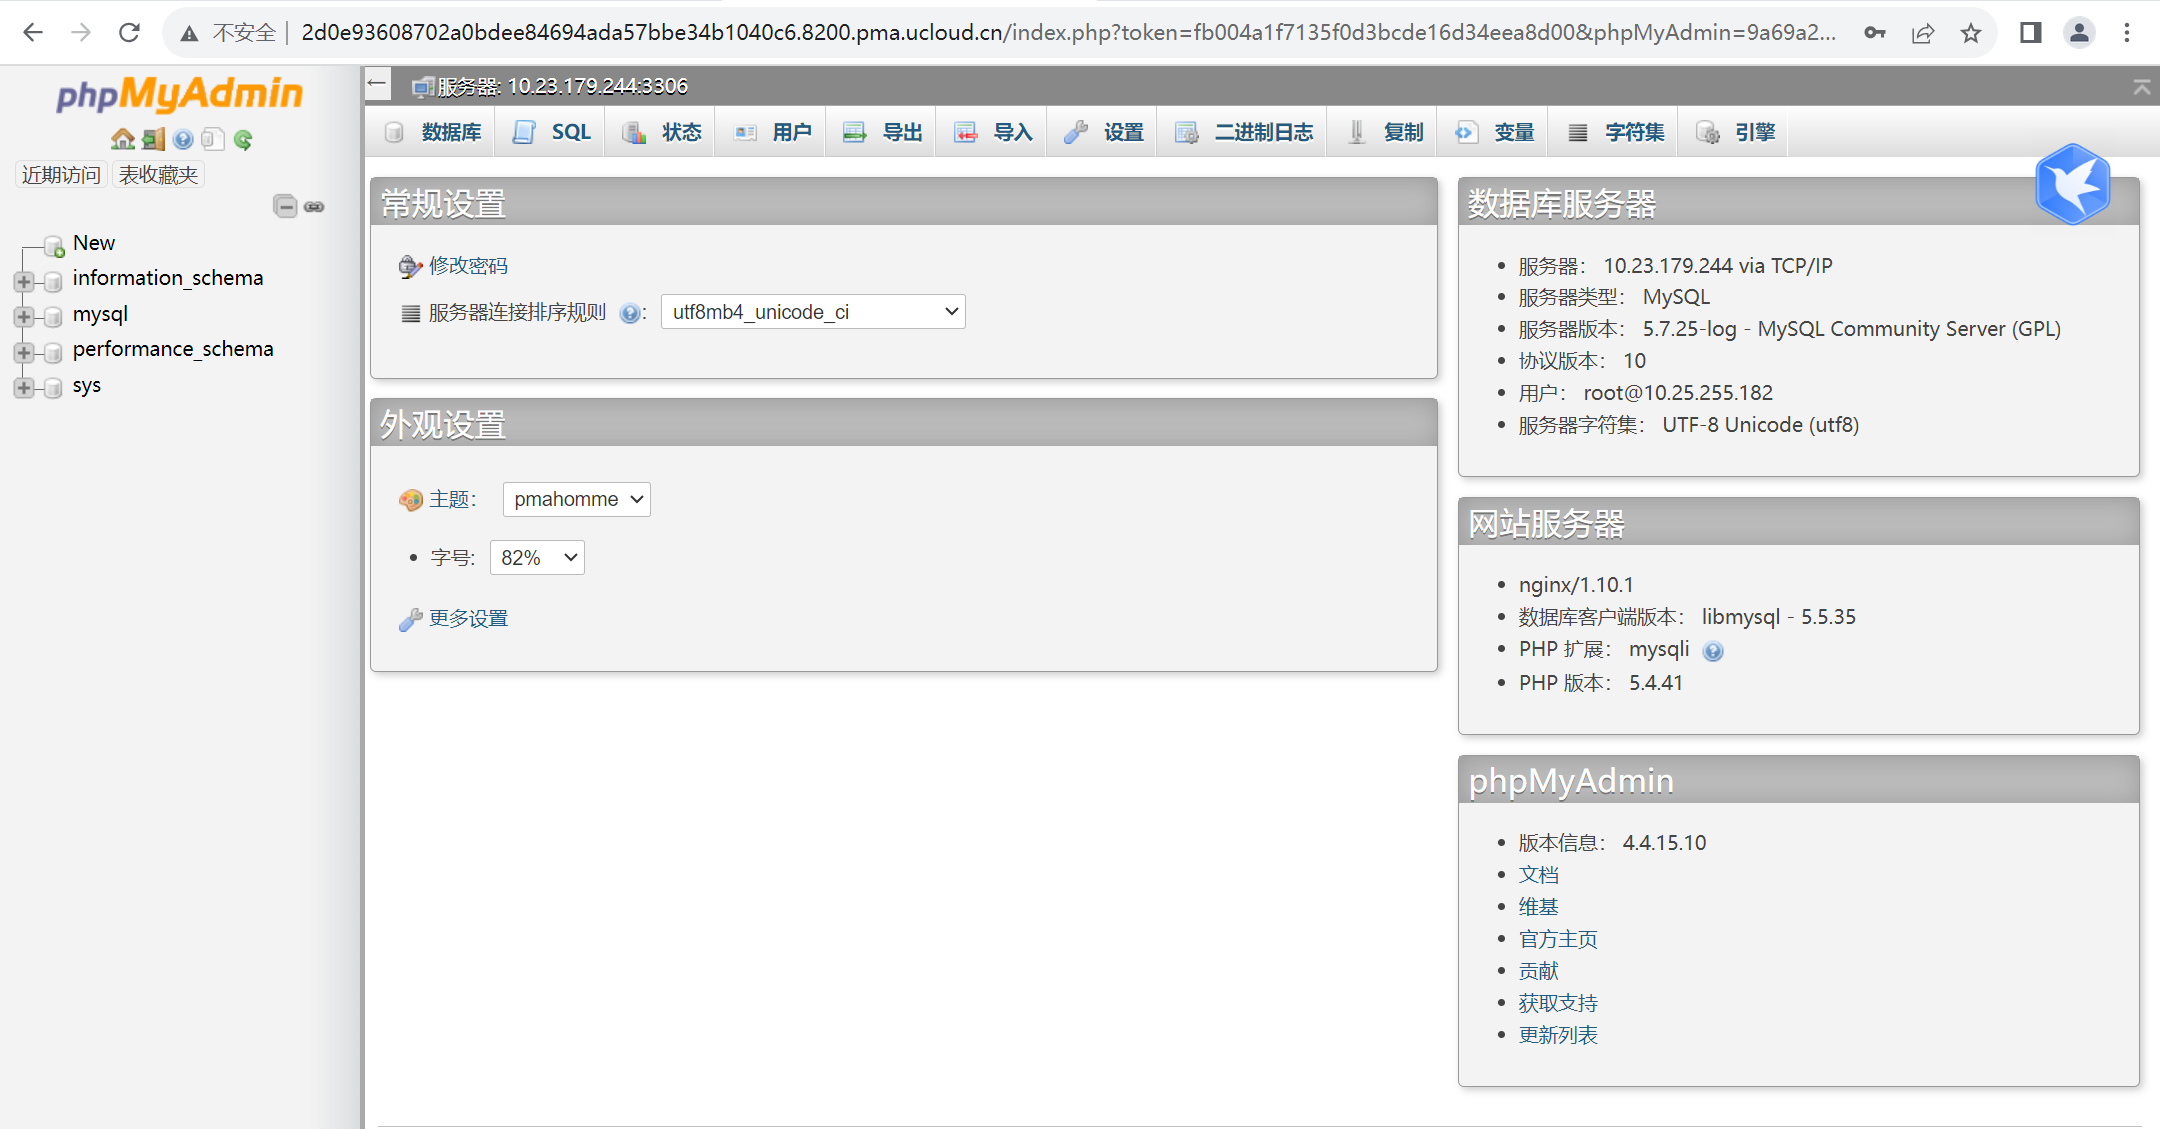 不安全 2d0e93608702a0bdee84694ada57bbe34b1040c6.8200.pma.ucloud.cn/index.php?token=fb004a1f7135f0d3bcde16d34eea8d00&phpMyAdmin=9a69a2...
phpMyAdmin
近期访问 表收藏夹
New
information_schema
mysql
performance_schema
sys
服务器: 10.23.179.244:3306
数据库 SQL 状态 用户 导出 导入 设置 二进制日志 复制 变量 字符集 引擎
常规设置
修改密码
服务器连接排序规则 : utf8mb4_unicode_ci
外观设置
主题: pmahomme
字号: 82%
更多设置
数据库服务器
服务器: 10.23.179.244 via TCP/IP
服务器类型: MySQL
服务器版本: 5.7.25-log - MySQL Community Server (GPL)
协议版本: 10
用户: root@10.25.255.182
服务器字符集: UTF-8 Unicode (utf8)
网站服务器
nginx/1.10.1
数据库客户端版本: libmysql - 5.5.35
PHP 扩展: mysqli
PHP 版本: 5.4.41
phpMyAdmin
版本信息: 4.4.15.10
文档
维基
官方主页
贡献
获取支持
更新列表